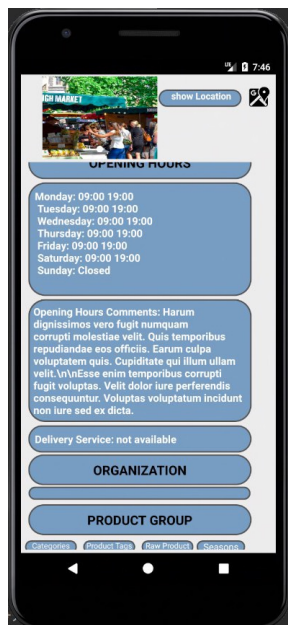 7:46
GH MARKET
show Location
OPENING HOURS
Monday: 09:00 19:00
Tuesday: 09:00 19:00
Wednesday: 09:00 19:00
Thursday: 09:00 19:00
Friday: 09:00 19:00
Saturday: 09:00 19:00
Sunday: Closed
Opening Hours Comments: Harum
dignissimos vero fugit numquam
corrupti molestiae velit. Quis temporibus
repudiandae eos officiis. Earum culpa
voluptatem quis. Cupiditate qui illum ullam
velit.\n\nEsse enim temporibus corrupti
fugit voluptas. Velit dolor iure perferendis
consequuntur. Voluptas voluptatum incidunt
non iure sed ex dicta.
Delivery Service: not available
ORGANIZATION
PRODUCT GROUP
Categories Product Tags Raw Product Seasons